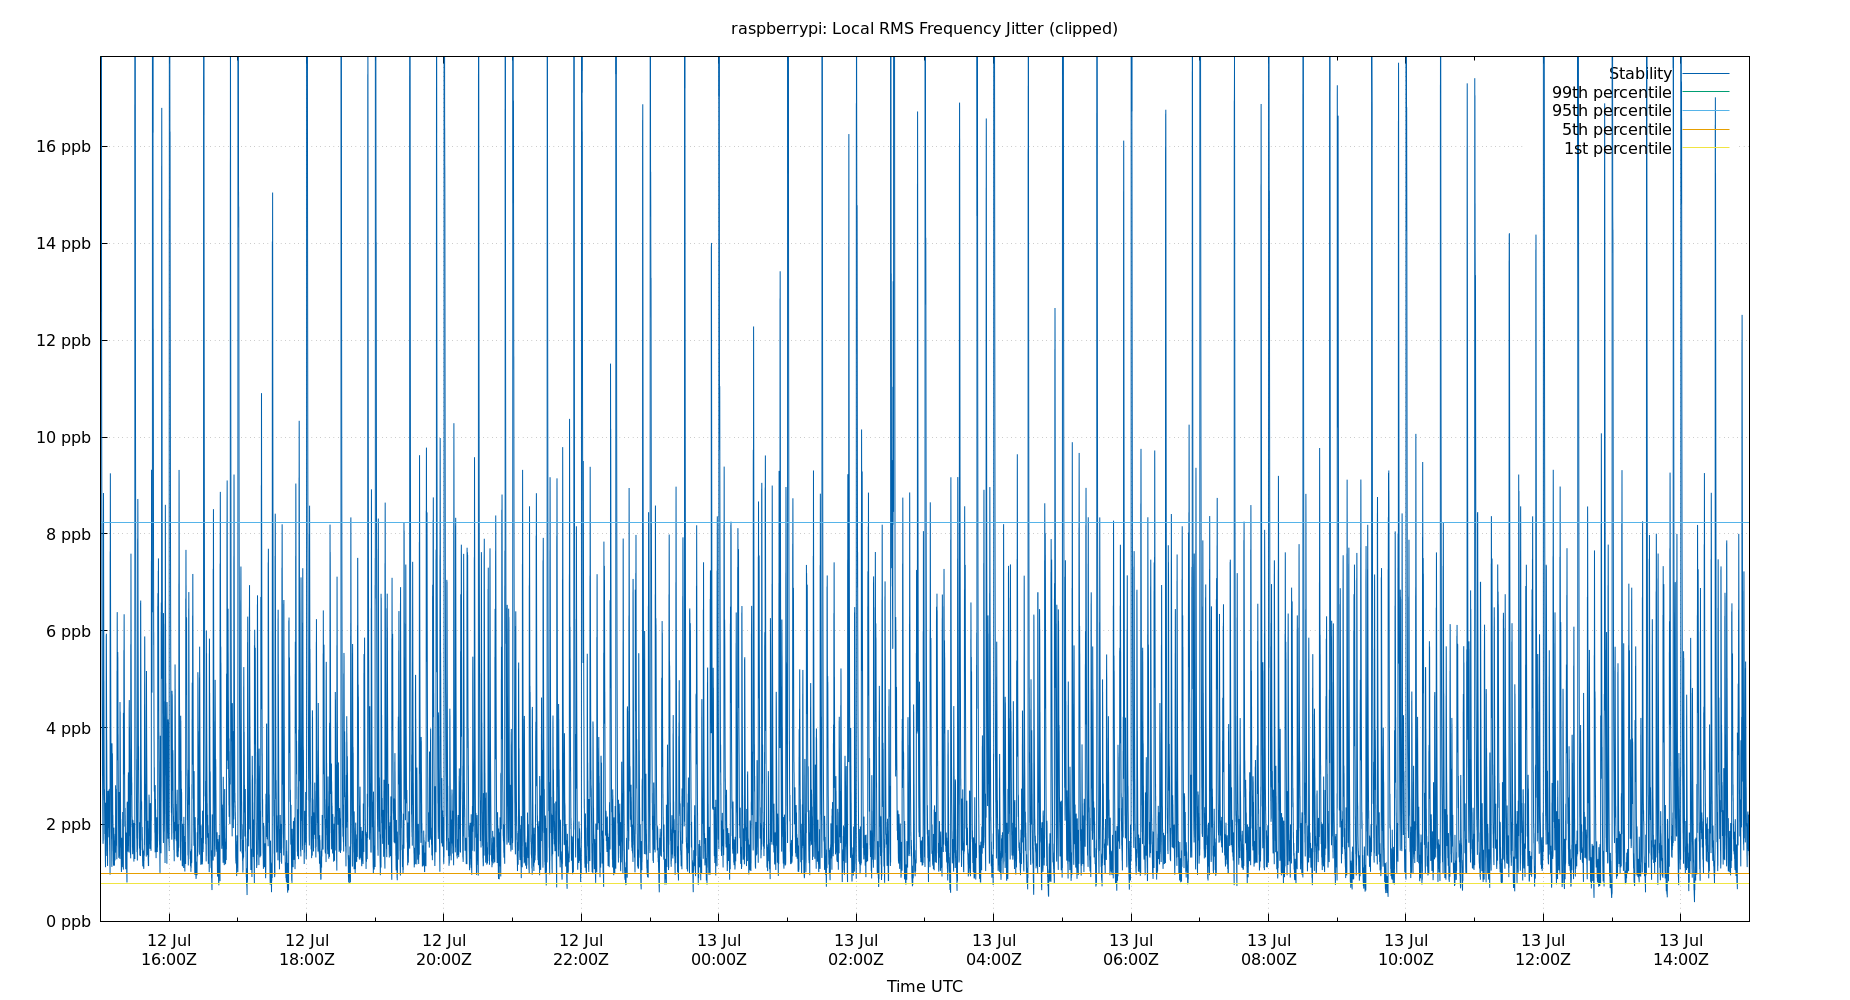 raspberrypi: Local RMS Frequency Jitter (clipped)
Stability
99th percentile
95th percentile
5th percentile
1st percentile
16 ppb
14 ppb
12 ppb
10 ppb
8 ppb
6 ppb
4 ppb
2 ppb
0 ppb
12 Jul 12 Jul 12 Jul 12 Jul 13 Jul 13 Jul 13 Jul 13 Jul 13 Jul 13 Jul 13 Jul 13 Jul
16:00Z 18:00Z 20:00Z 22:00Z 00:00Z 02:00Z 04:00Z 06:00Z 08:00Z 10:00Z 12:00Z 14:00Z
Time UTC